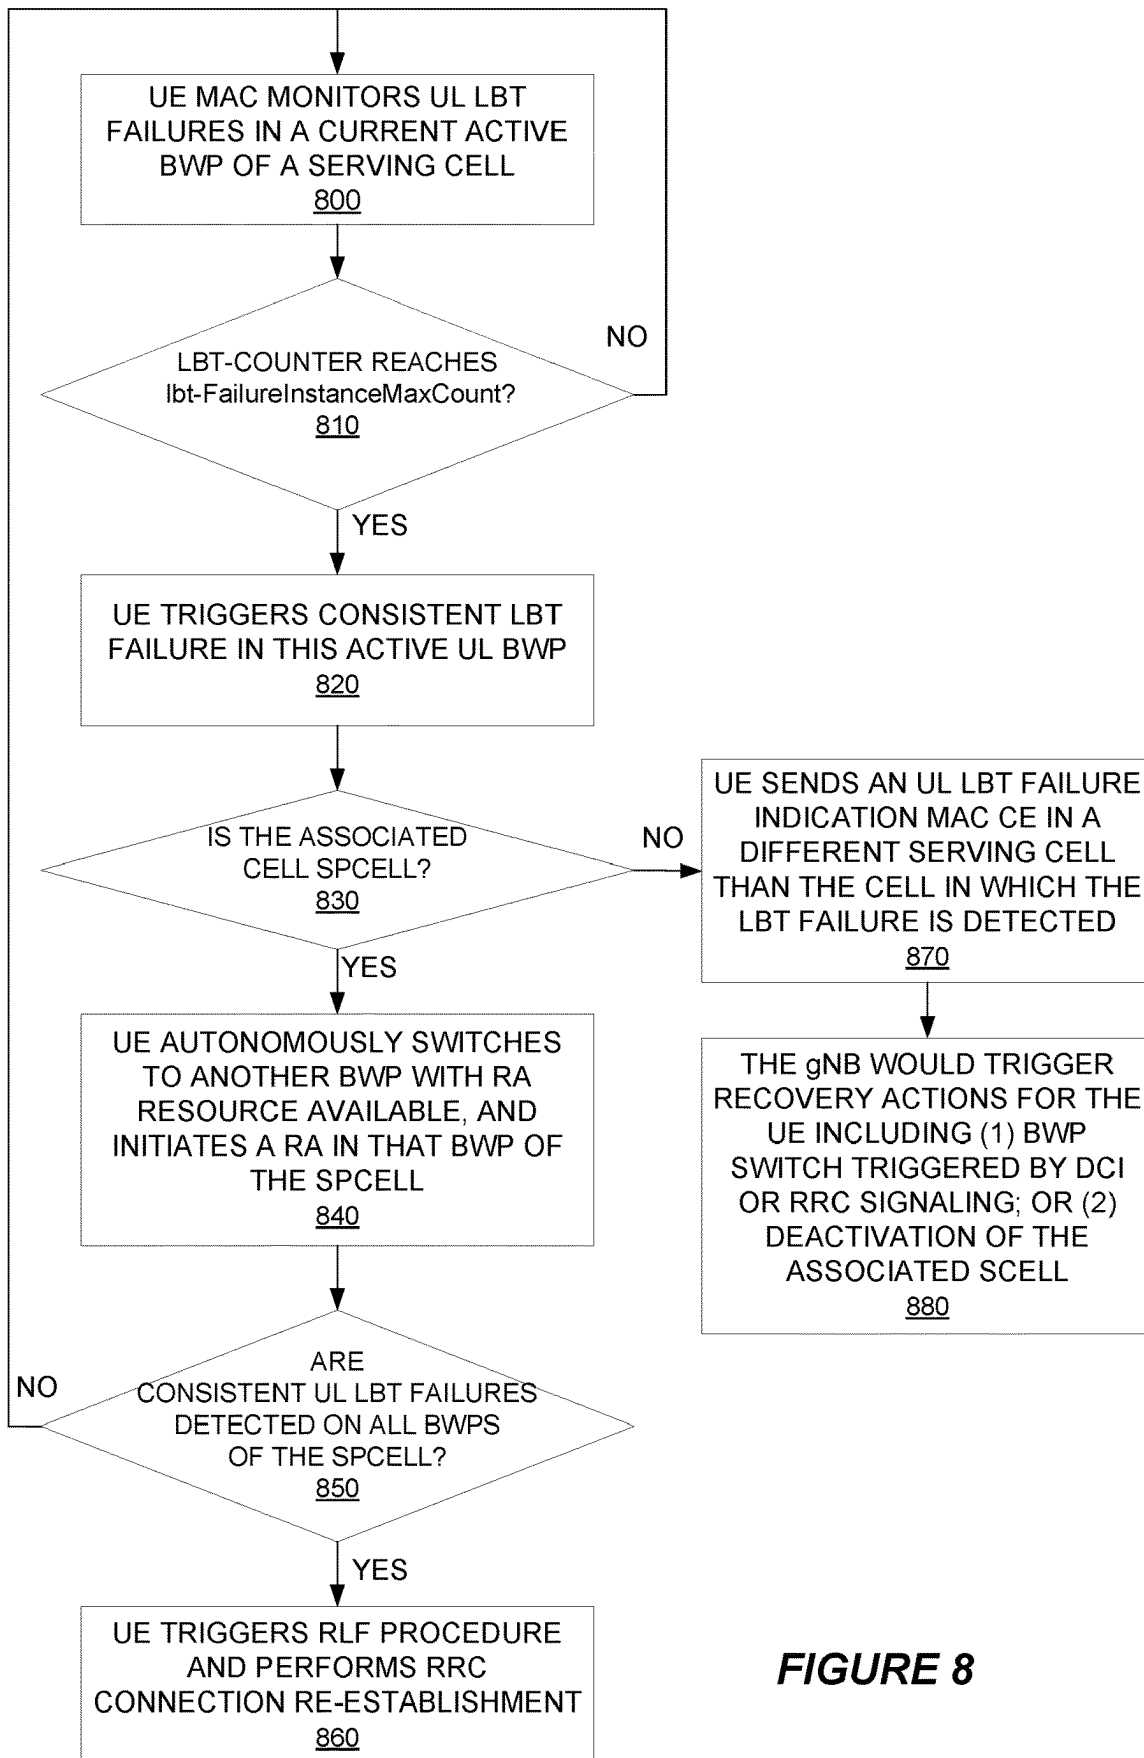 UE MAC MONITORS UL LBT
FAILURES IN A CURRENT ACTIVE
BWP OF A SERVING CELL
800
NO
LBT-COUNTER REACHES
lbt-FailureInstanceMaxCount?
810
YES
UE TRIGGERS CONSISTENT LBT
FAILURE IN THIS ACTIVE UL BWP
820
IS THE ASSOCIATED
CELL SPCELL?
830
NO
YES
UE SENDS AN UL LBT FAILURE
INDICATION MAC CE IN A
DIFFERENT SERVING CELL
THAN THE CELL IN WHICH THE
LBT FAILURE IS DETECTED
870
UE AUTONOMOUSLY SWITCHES
TO ANOTHER BWP WITH RA
RESOURCE AVAILABLE, AND
INITIATES A RA IN THAT BWP OF
THE SPCELL
840
THE gNB WOULD TRIGGER
RECOVERY ACTIONS FOR THE
UE INCLUDING (1) BWP
SWITCH TRIGGERED BY DCI
OR RRC SIGNALING; OR (2)
DEACTIVATION OF THE
ASSOCIATED SCELL
880
NO
ARE
CONSISTENT UL LBT FAILURES
DETECTED ON ALL BWPS
OF THE SPCELL?
850
YES
UE TRIGGERS RLF PROCEDURE
AND PERFORMS RRC
CONNECTION RE-ESTABLISHMENT
860
FIGURE 8